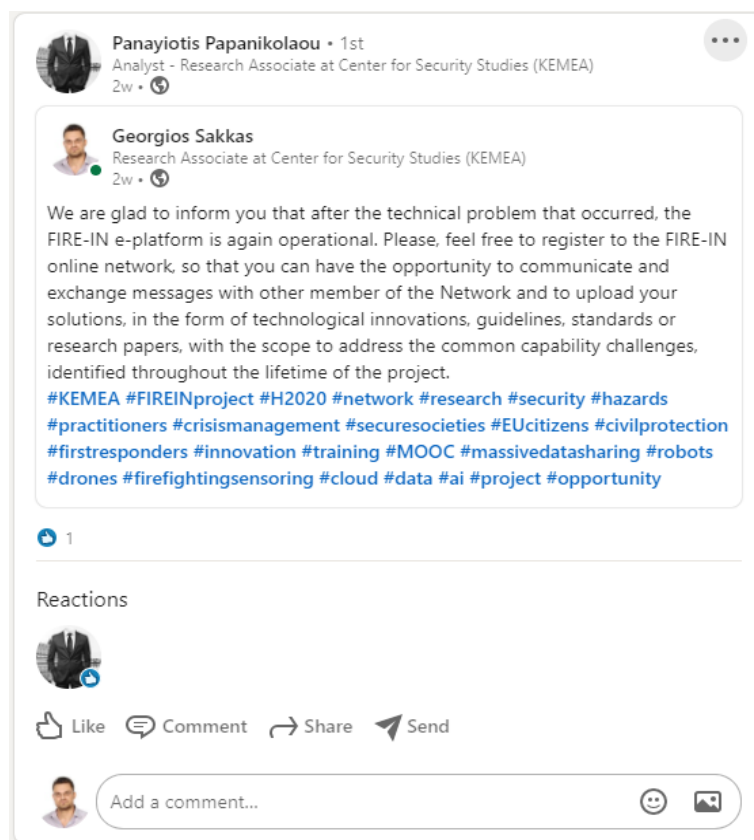 Panayiotis Papanikolaou • 1st
Analyst - Research Associate at Center for Security Studies (KEMEA)
2w •
Georgios Sakkas
Research Associate at Center for Security Studies (KEMEA)
2w •
We are glad to inform you that after the technical problem that occurred, the
FIRE-IN e-platform is again operational. Please, feel free to register to the FIRE-IN
online network, so that you can have the opportunity to communicate and
exchange messages with other member of the Network and to upload your
solutions, in the form of technological innovations, guidelines, standards or
research papers, with the scope to address the common capability challenges,
identified throughout the lifetime of the project.
#KEMEA #FIREINproject #H2020 #network #research #security #hazards
#practitioners #crisismanagement #securesocieties #EUcitizens #civilprotection
#firstresponders #innovation #training #MOOC #massivedatasharing #robots
#drones #firefightingsensoring #cloud #data #ai #project #opportunity
1
Reactions
Like Comment Share Send
Add a comment...